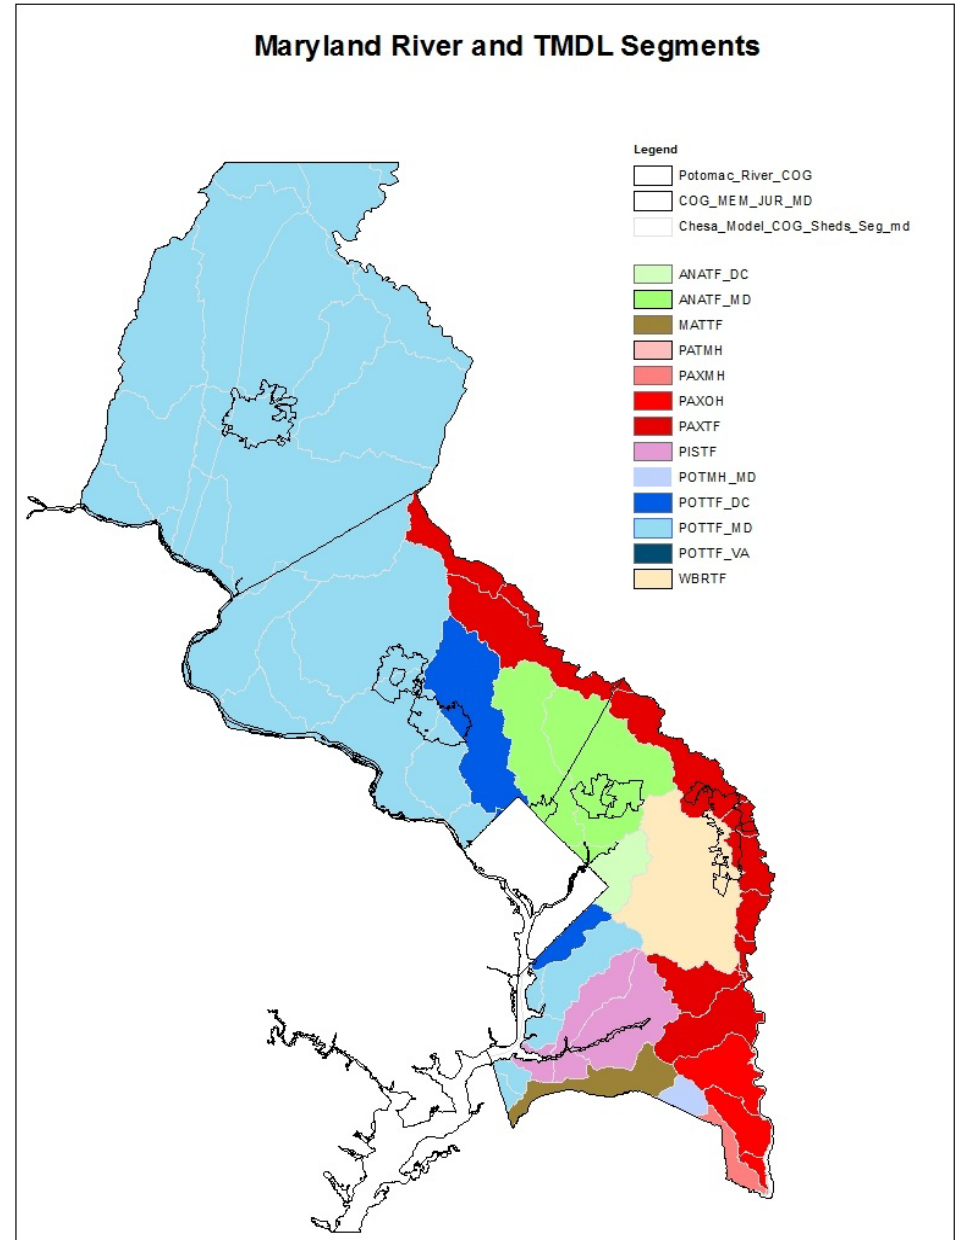 Maryland River and TMDL Segments
Legend
Potomac_River_COG
COG_MEM_JUR_MD
Chesa_Model_COG_Sheds_Seg_md
ANATF_DC
ANATF_MD
MATTF
PATMH
PAXMH
PAXOH
PAXTF
PISTF
POTMH_MD
POTTF_DC
POTTF_MD
POTTF_VA
WBRTF